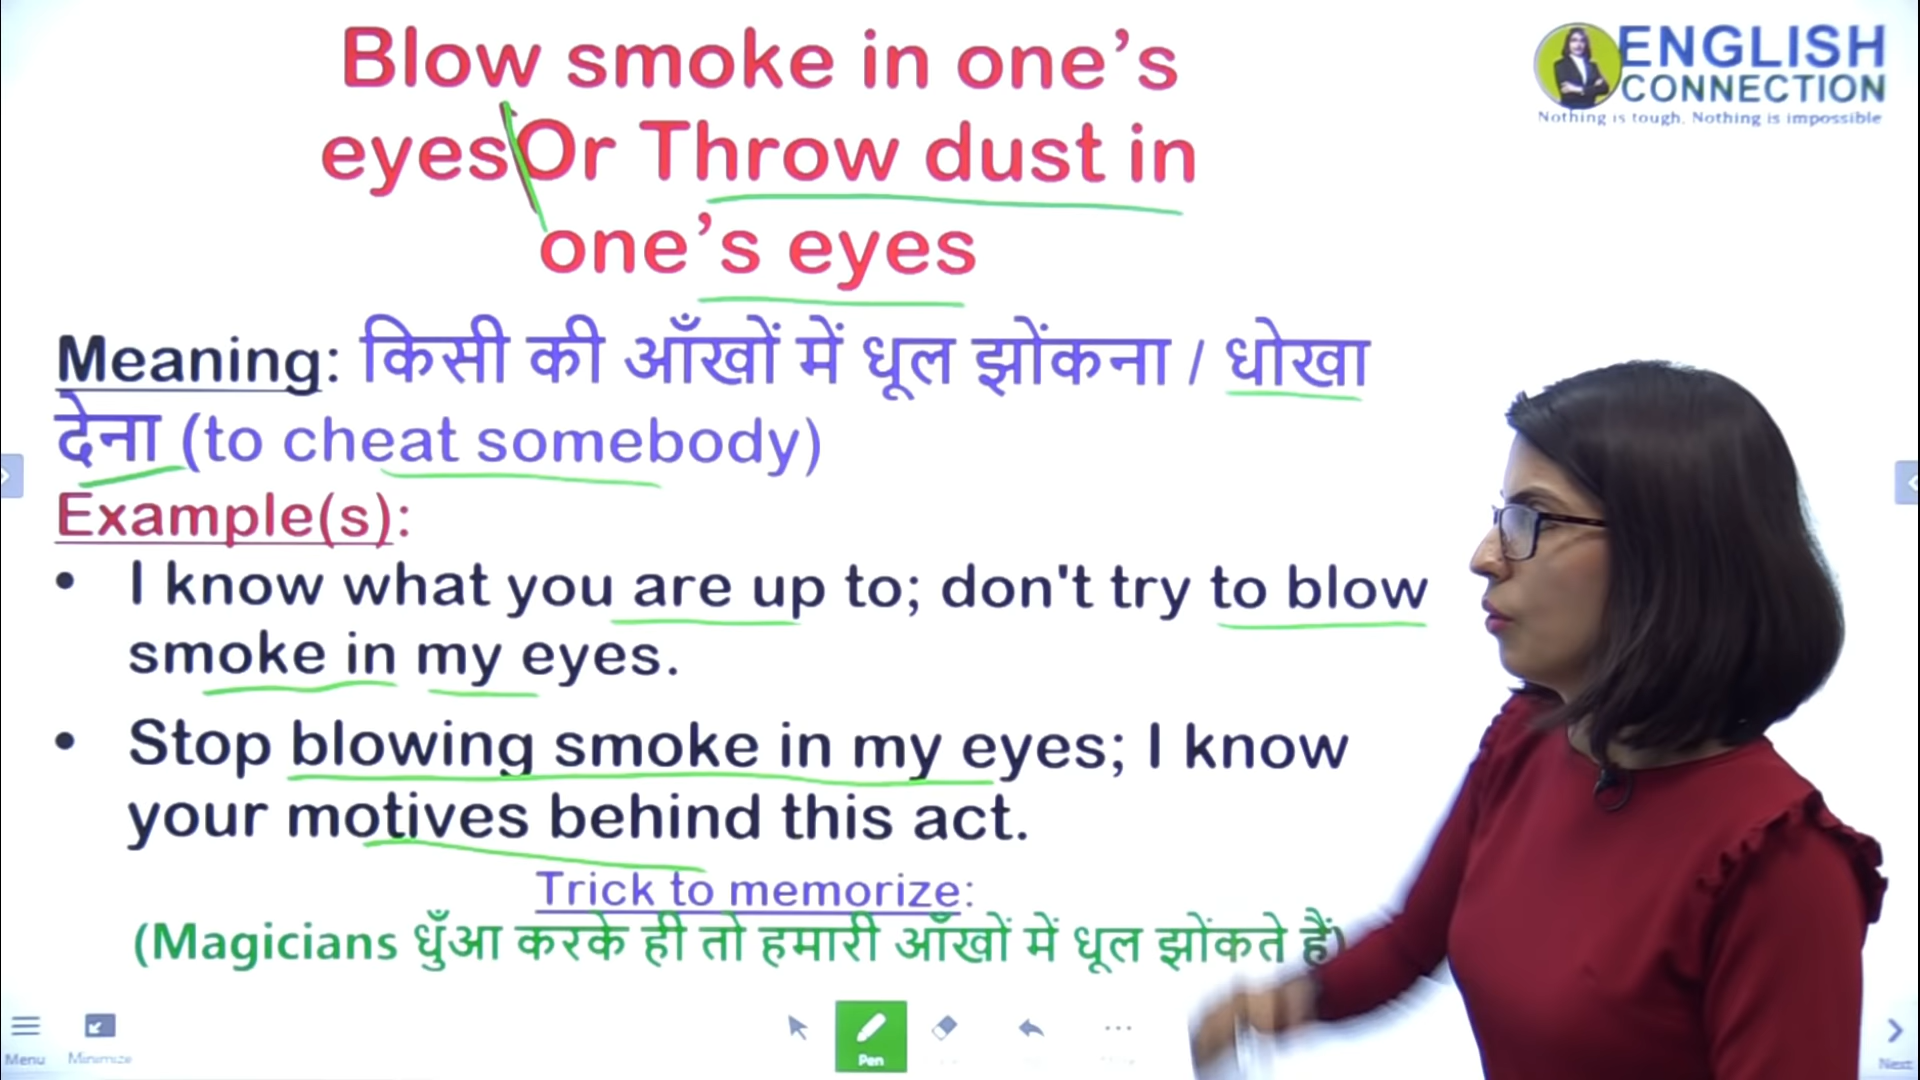 Blow smoke in one's
eyes Or Throw dust in
one's eyes
ENGLISH
CONNECTION
Nothing is tough, Nothing is impossible
Meaning: किसी की आँखों में धूल झोंकना / धोखा
देना (to cheat somebody)
Example(s):
• I know what you are up to; don't try to blow
smoke in my eyes.
• Stop blowing smoke in my eyes; I know
your motives behind this act.
Trick to memorize:
(Magicians धुँआ करके ही तो हमारी आँखों में धूल झोंकते हैं)
Menu
Minimize
Pen
Next